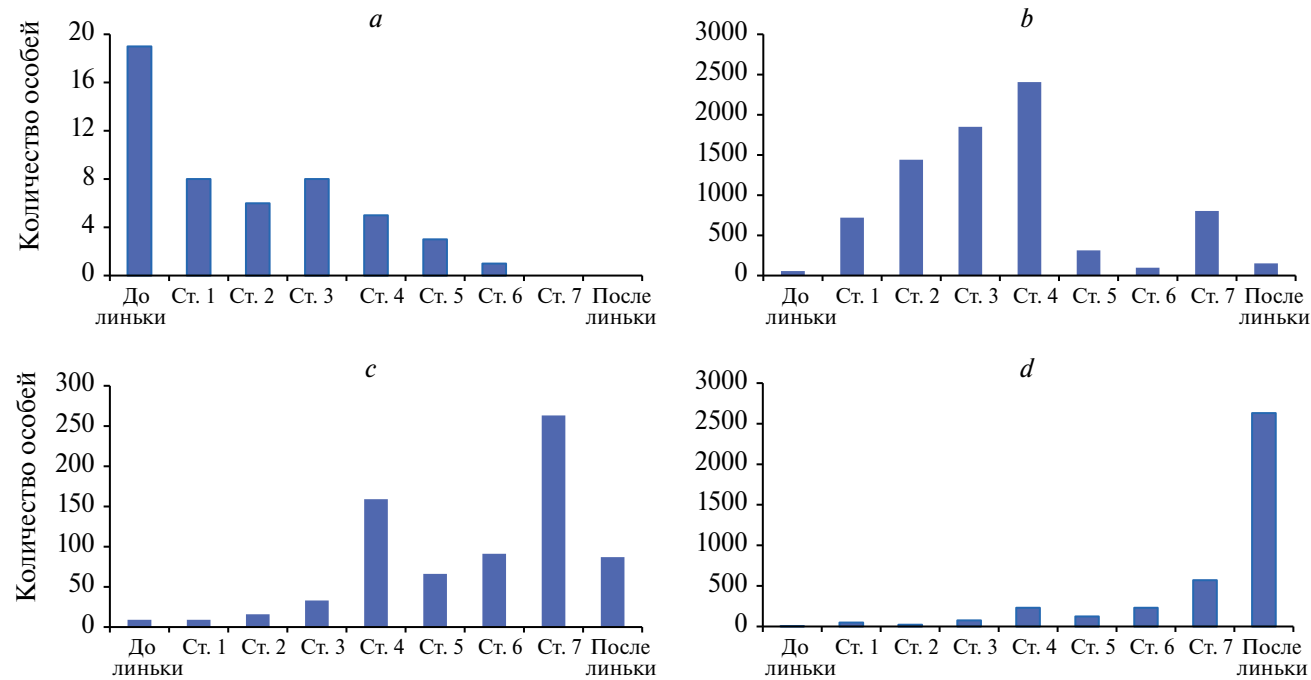 a
Количество особей
20
16
12
8
4
0
До линьки
Ст. 1
Ст. 2
Ст. 3
Ст. 4
Ст. 5
Ст. 6
Ст. 7
После линьки
b
3000
2500
2000
1500
1000
500
0
До линьки
Ст. 1
Ст. 2
Ст. 3
Ст. 4
Ст. 5
Ст. 6
Ст. 7
После линьки
c
Количество особей
300
250
200
150
100
50
0
До линьки
Ст. 1
Ст. 2
Ст. 3
Ст. 4
Ст. 5
Ст. 6
Ст. 7
После линьки
d
3000
2500
2000
1500
1000
500
0
До линьки
Ст. 1
Ст. 2
Ст. 3
Ст. 4
Ст. 5
Ст. 6
Ст. 7
После линьки